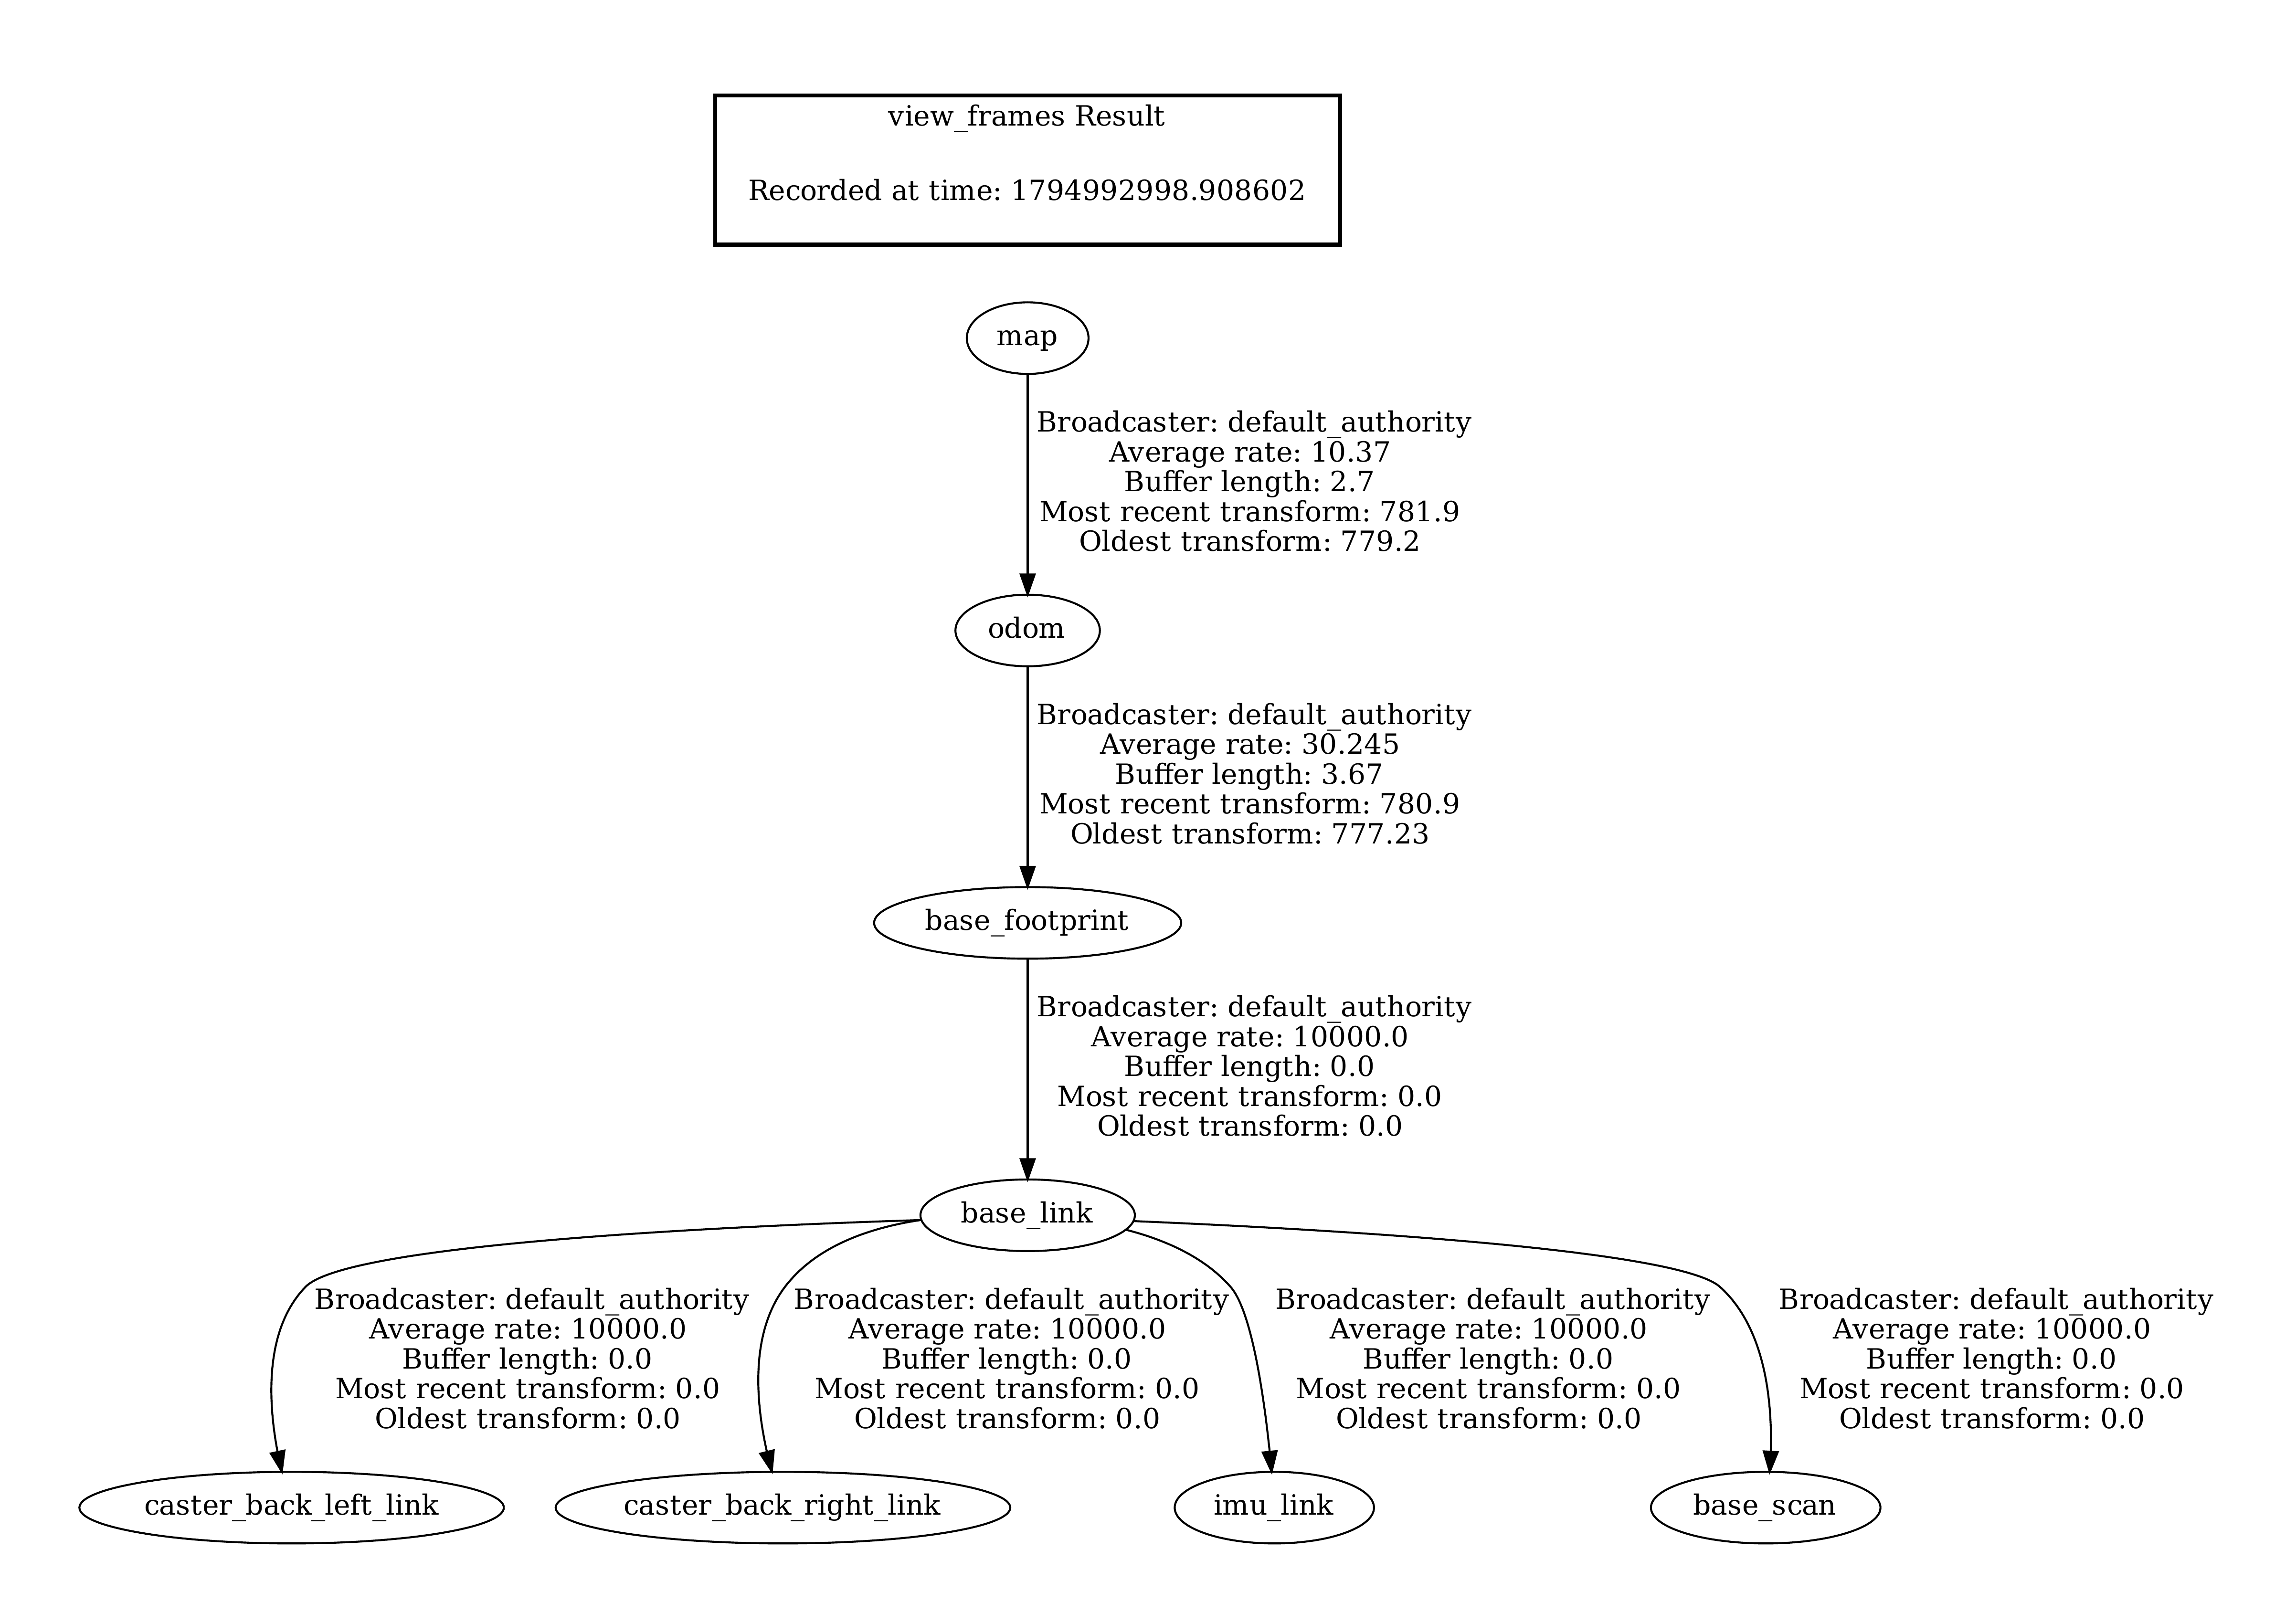 view_frames Result
Recorded at time: 1794992998.908602
map
Broadcaster: default_authority
Average rate: 10.37
Buffer length: 2.7
Most recent transform: 781.9
Oldest transform: 779.2
odom
Broadcaster: default_authority
Average rate: 30.245
Buffer length: 3.67
Most recent transform: 780.9
Oldest transform: 777.23
base_footprint
Broadcaster: default_authority
Average rate: 10000.0
Buffer length: 0.0
Most recent transform: 0.0
Oldest transform: 0.0
base_link
Broadcaster: default_authority
Average rate: 10000.0
Buffer length: 0.0
Most recent transform: 0.0
Oldest transform: 0.0
Broadcaster: default_authority
Average rate: 10000.0
Buffer length: 0.0
Most recent transform: 0.0
Oldest transform: 0.0
Broadcaster: default_authority
Average rate: 10000.0
Buffer length: 0.0
Most recent transform: 0.0
Oldest transform: 0.0
Broadcaster: default_authority
Average rate: 10000.0
Buffer length: 0.0
Most recent transform: 0.0
Oldest transform: 0.0
caster_back_left_link
caster_back_right_link
imu_link
base_scan